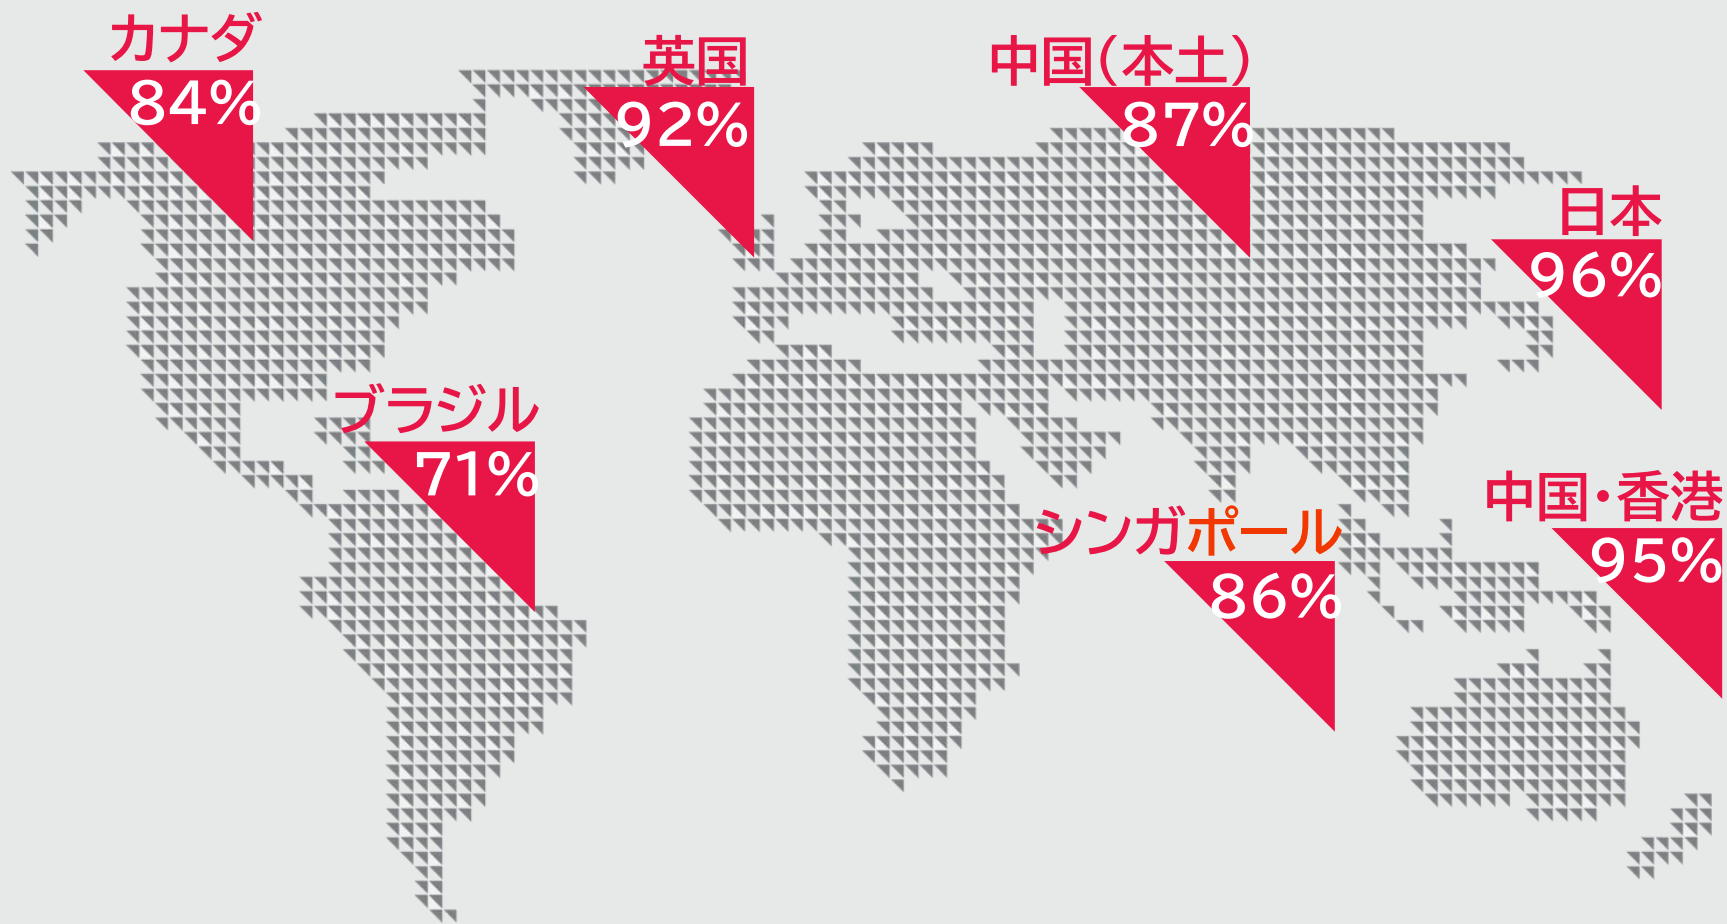 カナダ
84%
英国
92%
中国(本土)
87%
日本
96%
ブラジル
71%
中国・香港
95%
シンガポール
86%